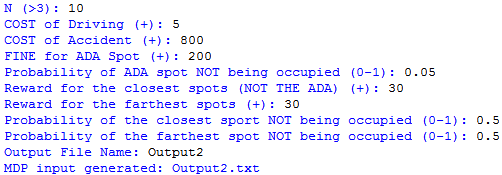 N (>3): 10
COST of Driving (+): 5
COST of Accident (+): 800
FINE for ADA Spot (+): 200
Probability of ADA spot NOT being occupied (0-1): 0.05
Reward for the closest spots (NOT THE ADA) (+): 30
Reward for the farthest spots (+): 30
Probability of the closest sport NOT being occupied (0-1): 0.5
Probability of the farthest spot NOT being occupied (0-1): 0.5
Output File Name: Output2
MDP input generated: Output2.txt